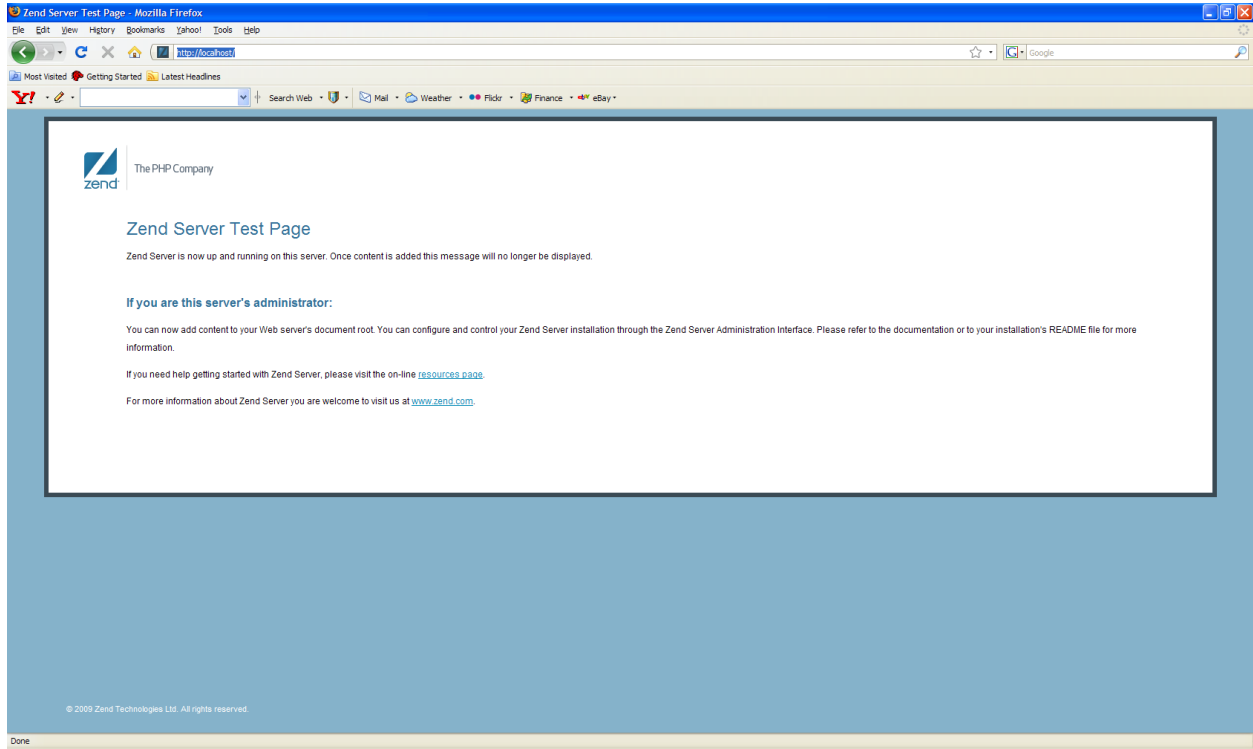 Zend Server Test Page - Mozilla Firefox
File Edit View History Bookmarks Yahoo! Tools Help
http://localhost/ Google
Most Visited Getting Started Latest Headlines
Y! Search Web Mail Weather Flickr Finance eBay
zend The PHP Company
Zend Server Test Page
Zend Server is now up and running on this server. Once content is added this message will no longer be displayed.
If you are this server's administrator:
You can now add content to your Web server's document root. You can configure and control your Zend Server installation through the Zend Server Administration Interface. Please refer to the documentation or to your installation's README file for more
information.
If you need help getting started with Zend Server, please visit the on-line resources page.
For more information about Zend Server you are welcome to visit us at www.zend.com.
© 2009 Zend Technologies Ltd. All rights reserved.
Done